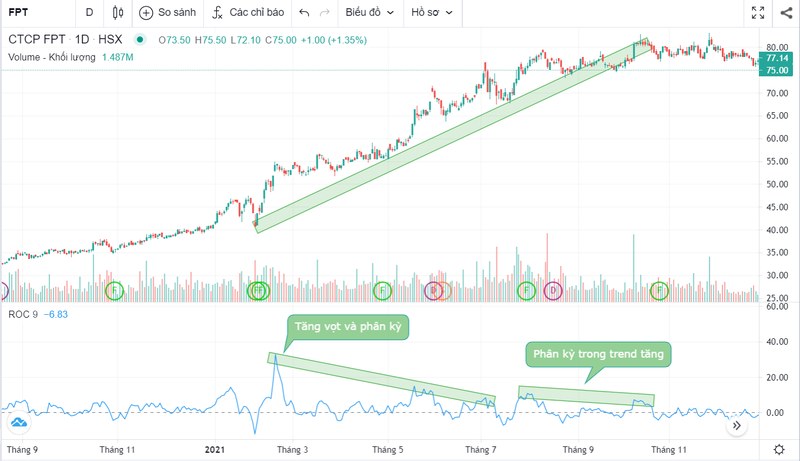 FPT D So sánh Các chỉ báo Biểu đồ Hồ sơ
CTCP FPT · 1D · HSX O73.50 H75.50 L72.10 C75.00 +1.00 (+1.35%)
Volume - Khối lượng 1.487M
80.00
77.14
75.00
70.00
65.00
60.00
55.00
50.00
45.00
40.00
35.00
30.00
25.00
F F F F D F D F
ROC 9 −6.83
60.00
Tăng vọt và phân kỳ
Phân kỳ trong trend tăng
40.00
20.00
0.00
Tháng 9 Tháng 11 2021 Tháng 3 Tháng 5 Tháng 7 Tháng 9 Tháng 11